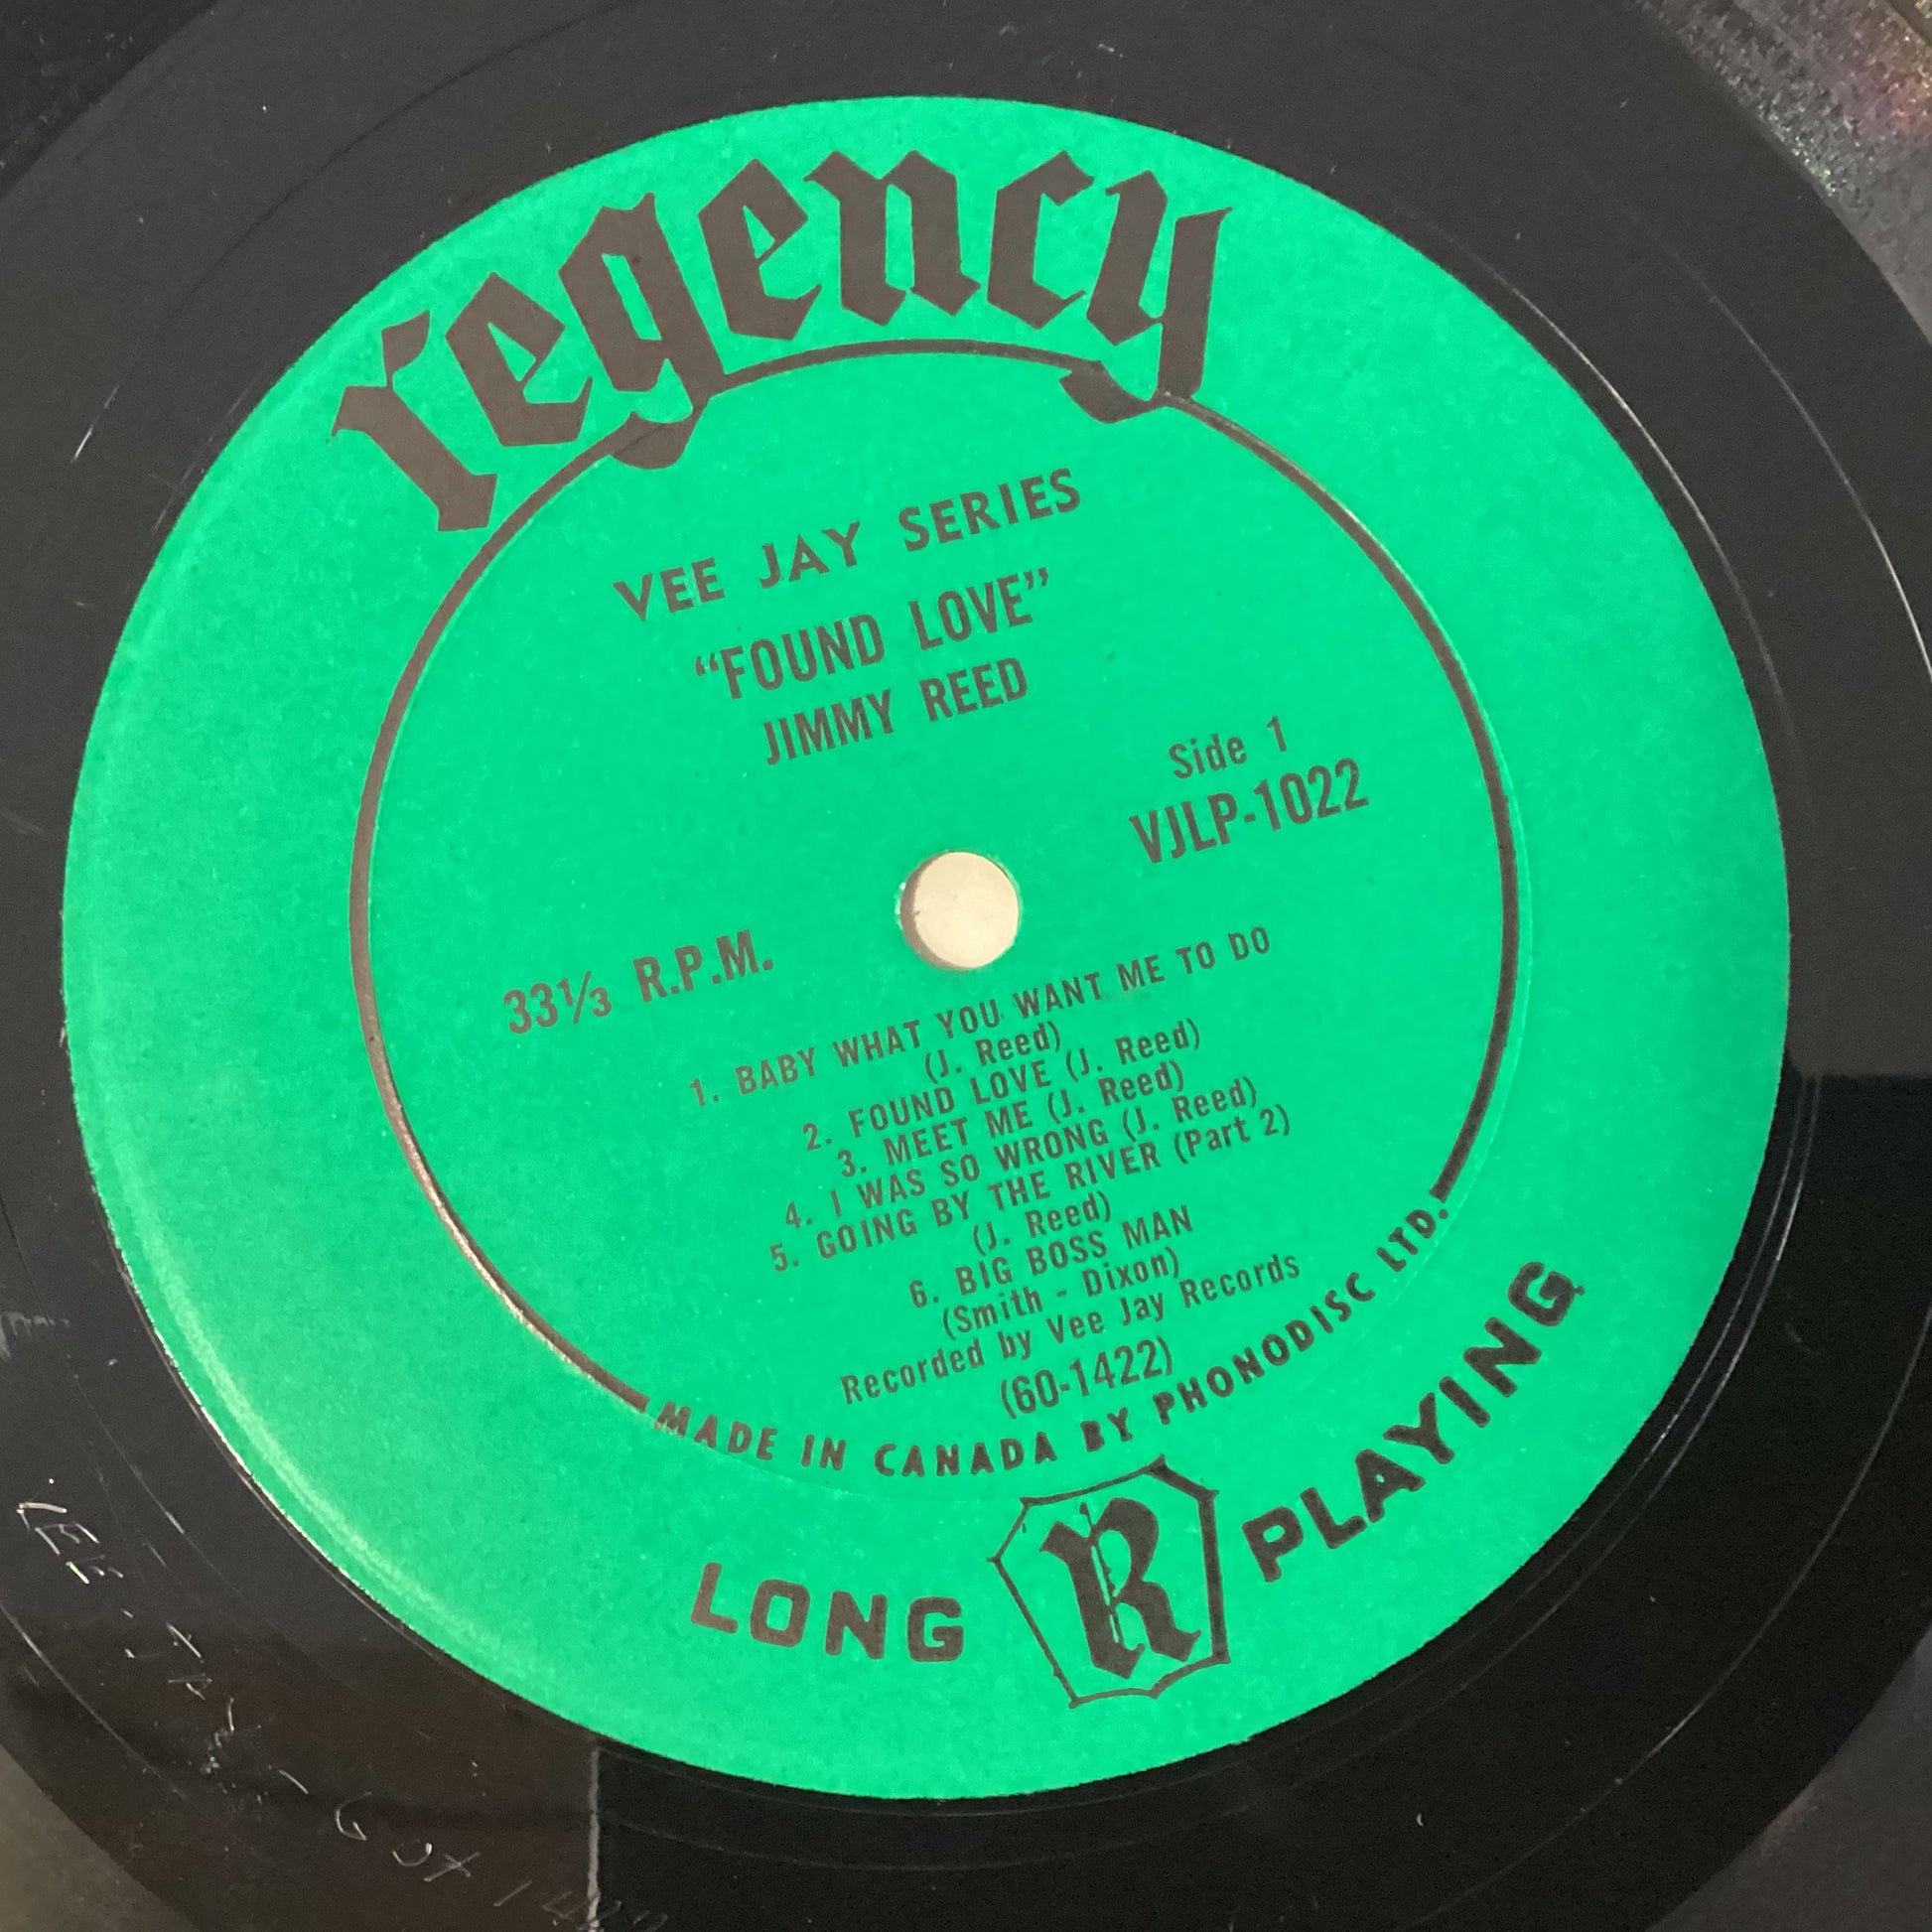 regency
VEE JAY SERIES
“FOUND LOVE”
JIMMY REED
Side 1
VJLP-1022
33⅓ R.P.M.
1. BABY WHAT YOU WANT ME TO DO
(J. Reed)
2. FOUND LOVE (J. Reed)
3. MEET ME (J. Reed)
4. I WAS SO WRONG (J. Reed)
5. GOING BY THE RIVER (Part 2)
(J. Reed)
6. BIG BOSS MAN
(Smith - Dixon)
Recorded by Vee Jay Records
(60-1422)
MADE IN CANADA BY PHONODISC LTD.
LONG R PLAYING